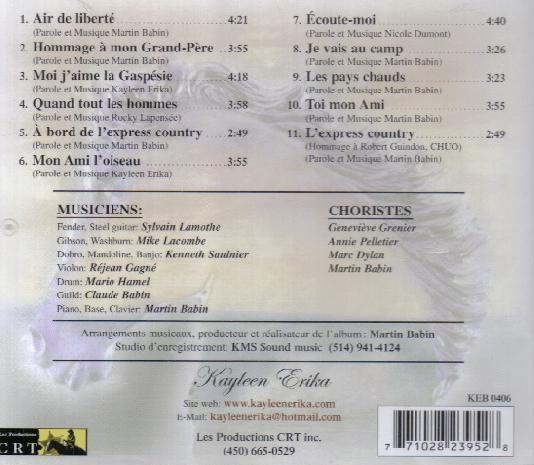 1. Air de liberté 4:21
(Parole et Musique Martin Babin)
2. Hommage à mon Grand-Père 3:55
(Parole et Musique Martin Babin)
3. Moi j'aime la Gaspésie 4:18
(Parole et Musique Kayleen Erika)
4. Quand tout les hommes 3:58
(Parole et Musique Rocky Lapensée)
5. À bord de l'express country 2:49
(Parole et Musique Martin Babin)
6. Mon Ami l'oiseau 3:55
(Parole et Musique Kayleen Erika)
7. Écoute-moi 4:40
(Parole et Musique Nicole Dumont)
8. Je vais au camp 3:26
(Parole et Musique Martin Babin)
9. Les pays chauds 3:23
(Parole et Musique Martin Babin)
10. Toi mon Ami 3:55
(Parole et Musique Martin Babin)
11. L'express country 2:49
(Hommage à Robert Guindon, CHUO)
(Parole et Musique Martin Babin)
MUSICIENS:
Fender, Steel guitar: Sylvain Lamothe
Gibson, Washburn: Mike Lacombe
Dobro, Mandoline, Banjo: Kenneth Saudnier
Violon: Réjean Gagné
Drum: Mario Hamel
Guild: Claude Babin
Piano, Base, Clavier: Martin Babin
CHORISTES
Geneviève Grenier
Annie Pelletier
Marc Dylan
Martin Babin
Arrangements musicaux, producteur et réalisateur de l'album : Martin Babin
Studio d'enregistrement: KMS Sound music (514) 941-4124
Kayleen Erika
Site web: www.kayleenerika.com
E-Mail: kayleenerika@hotmail.com
Les Productions CRT inc.
(450) 665-0529
Les Productions
CRT
KEB 0406
7 71028 23952 8